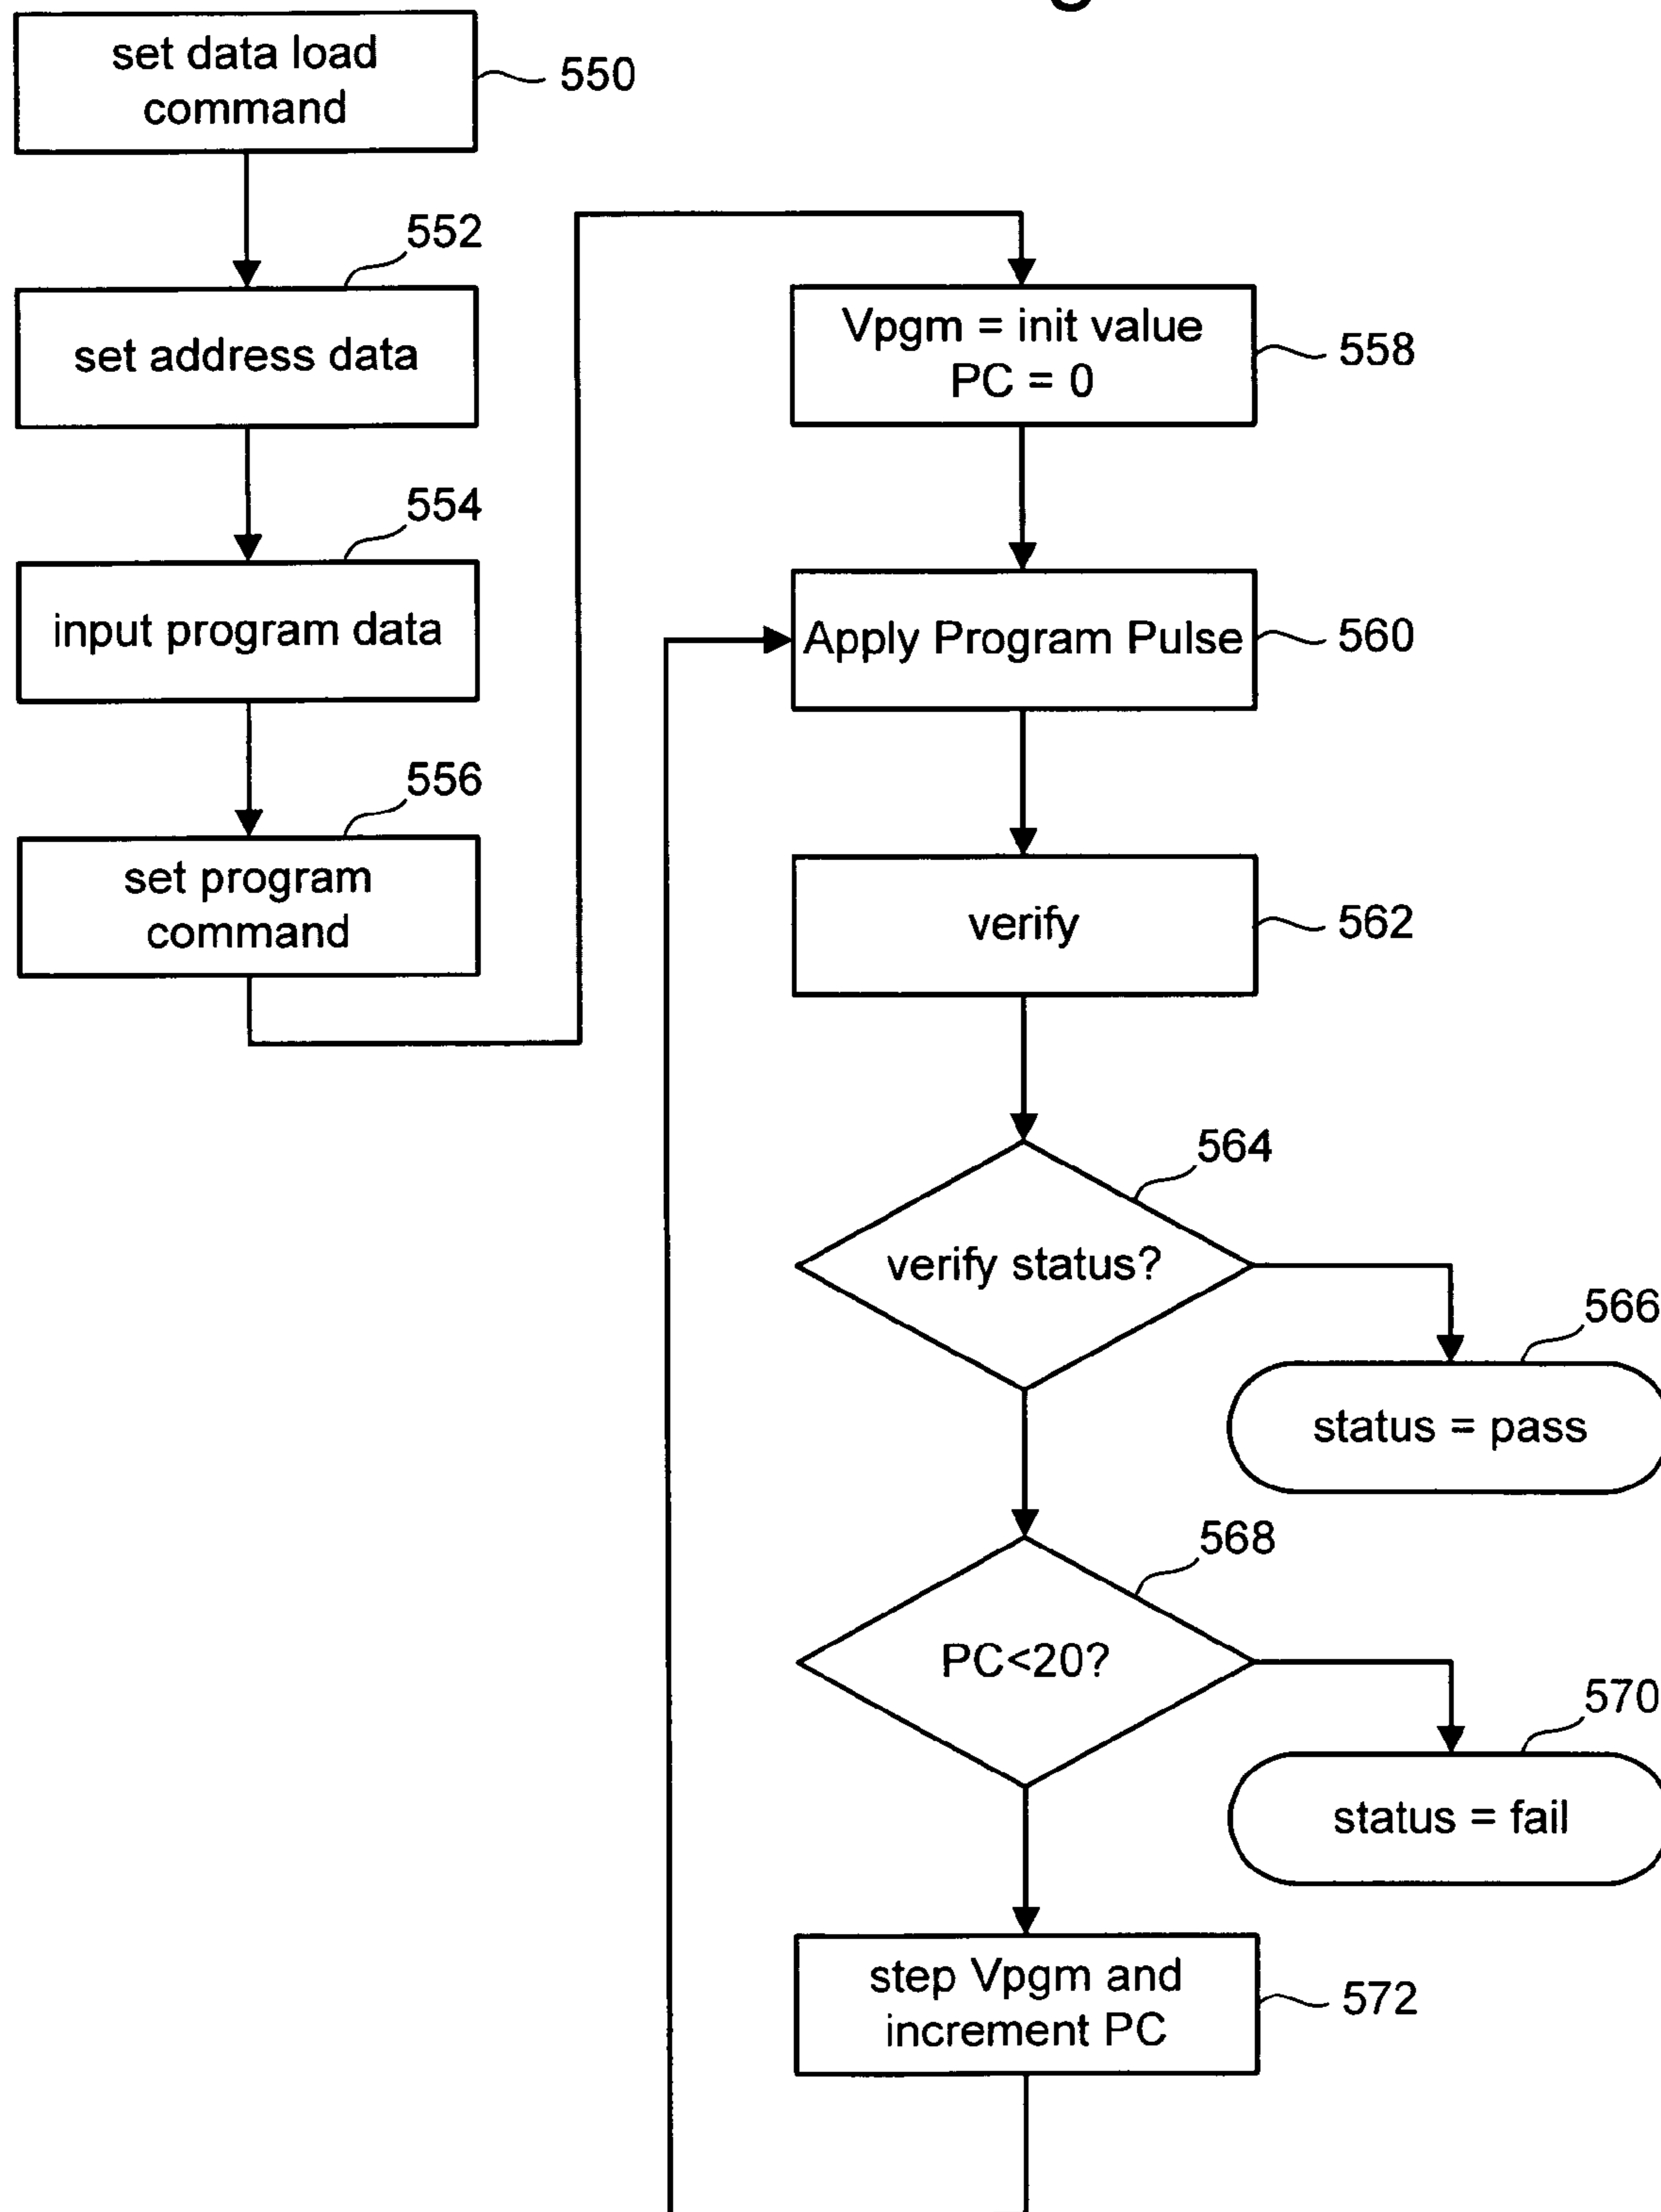 set data load
command
550
552
set address data
554
input program data
556
set program
command
Vpgm = init value
PC = 0
558
Apply Program Pulse
560
verify
562
564
verify status?
566
status = pass
568
PC<20?
570
status = fail
step Vpgm and
increment PC
572